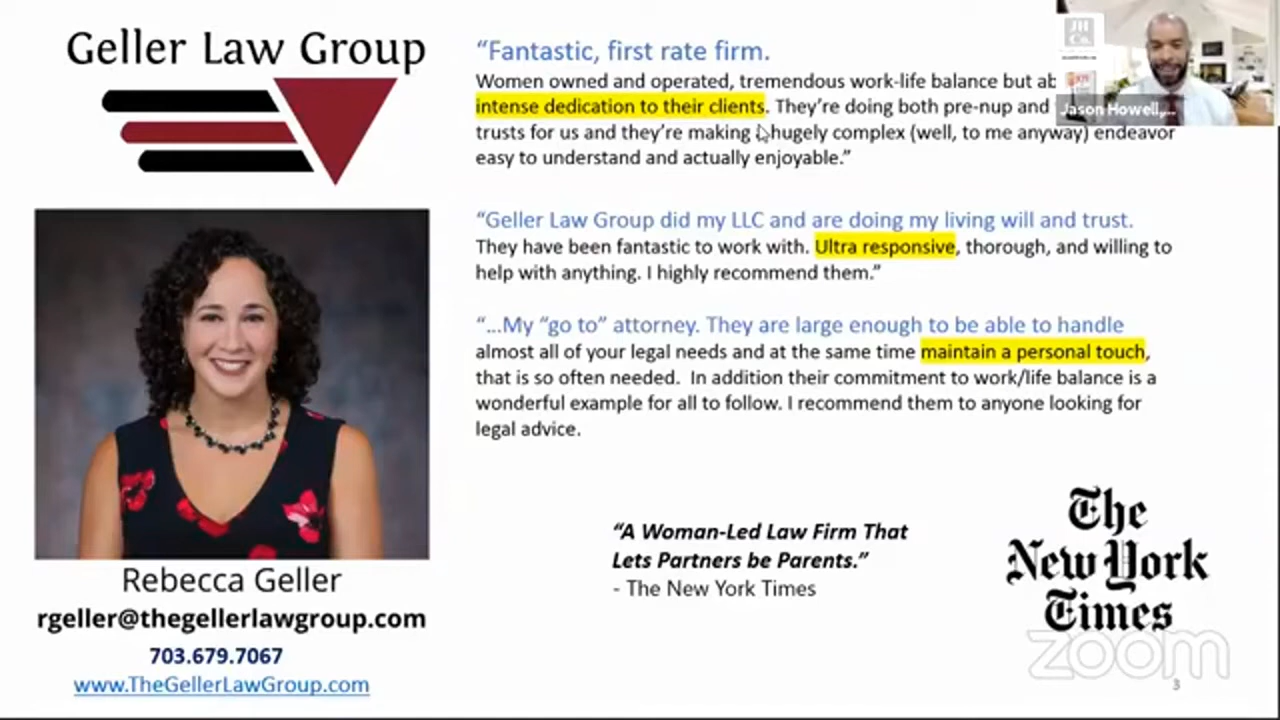 Geller Law Group
“Fantastic, first rate firm.
Women owned and operated, tremendous work-life balance but
intense dedication to their clients. They’re doing both pre-nup and
trusts for us and they’re making hugely complex (well, to me anyway) endeavor
easy to understand and actually enjoyable.”
“Geller Law Group did my LLC and are doing my living will and trust.
They have been fantastic to work with. Ultra responsive, thorough, and willing to
help with anything. I highly recommend them.”
“...My “go to” attorney. They are large enough to be able to handle
almost all of your legal needs and at the same time maintain a personal touch,
that is so often needed. In addition their commitment to work/life balance is a
wonderful example for all to follow. I recommend them to anyone looking for
legal advice.
“A Woman-Led Law Firm That
Lets Partners be Parents.”
- The New York Times
The
New York
Times
Rebecca Geller
rgeller@thegellerlawgroup.com
703.679.7067
www.TheGellerLawGroup.com
JH
Co.
Jason Howell,...
zoom
3